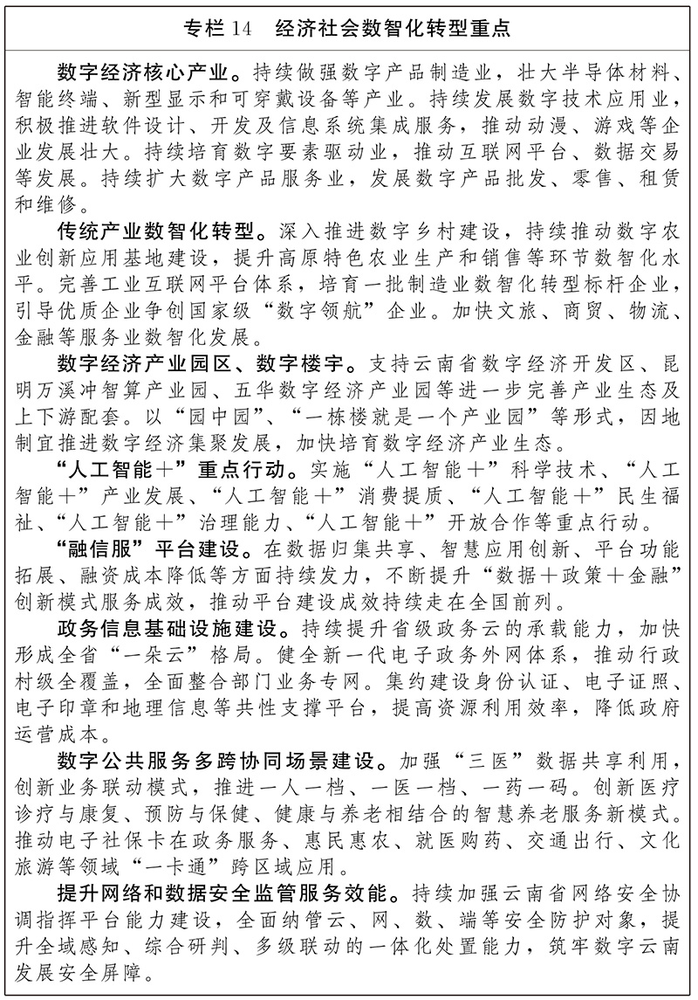 专栏 14 经济社会数智化转型重点
数字经济核心产业。持续做强数字产品制造业，壮大半导体材料、
智能终端、新型显示和可穿戴设备等产业。持续发展数字技术应用业，
积极推进软件设计、开发及信息系统集成服务，推动动漫、游戏等企
业发展壮大。持续培育数字要素驱动业，推动互联网平台、数据交易
等发展。持续扩大数字产品服务业，发展数字产品批发、零售、租赁
和维修。
传统产业数智化转型。深入推进数字乡村建设，持续推动数字农
业创新应用基地建设，提升高原特色农业生产和销售等环节数智化水
平。完善工业互联网平台体系，培育一批制造业数智化转型标杆企业，
引导优质企业争创国家级“数字领航”企业。加快文旅、商贸、物流、
金融等服务业数智化发展。
数字经济产业园区、数字楼宇。支持云南省数字经济开发区、昆
明万溪冲智算产业园、五华数字经济产业园等进一步完善产业生态及
上下游配套。以“园中园”、“一栋楼就是一个产业园”等形式，因地
制宜推进数字经济集聚发展，加快培育数字经济产业生态。
“人工智能＋”重点行动。实施“人工智能＋”科学技术、“人工
智能＋”产业发展、“人工智能＋”消费提质、“人工智能＋”民生福
祉、“人工智能＋”治理能力、“人工智能＋”开放合作等重点行动。
“融信服”平台建设。在数据归集共享、智慧应用创新、平台功能
拓展、融资成本降低等方面持续发力，不断提升“数据＋政策＋金融”
创新模式服务成效，推动平台建设成效持续走在全国前列。
政务信息基础设施建设。持续提升省级政务云的承载能力，加快
形成全省“一朵云”格局。健全新一代电子政务外网体系，推动行政
村级全覆盖，全面整合部门业务专网。集约建设身份认证、电子证照、
电子印章和地理信息等共性支撑平台，提高资源利用效率，降低政府
运营成本。
数字公共服务多跨协同场景建设。加强“三医”数据共享利用，
创新业务联动模式，推进一人一档、一医一档、一药一码。创新医疗
诊疗与康复、预防与保健、健康与养老相结合的智慧养老服务新模式。
推动电子社保卡在政务服务、惠民惠农、就医购药、交通出行、文化
旅游等领域“一卡通”跨区域应用。
提升网络和数据安全监管服务效能。持续加强云南省网络安全协
调指挥平台能力建设，全面纳管云、网、数、端等安全防护对象，提
升全域感知、综合研判、多级联动的一体化处置能力，筑牢数字云南
发展安全屏障。